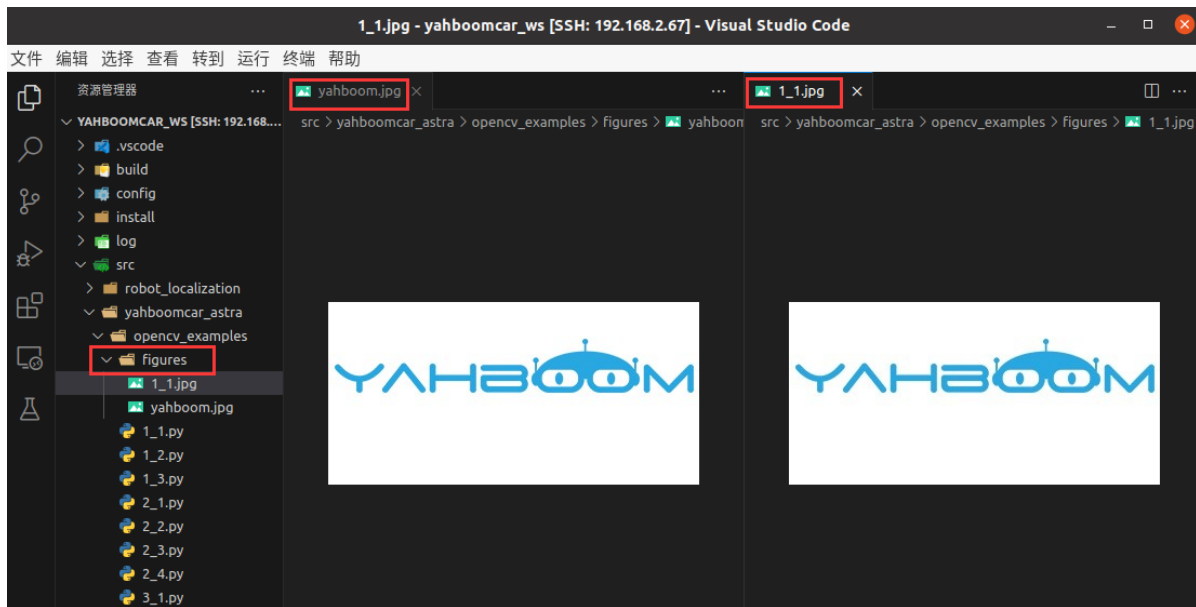 1_1.jpg - yahboomcar_ws [SSH: 192.168.2.67] - Visual Studio Code
文件 编辑 选择 查看 转到 运行 终端 帮助
资源管理器 ...
YAHBOOMCAR_WS [SSH: 192.168....
.vscode
build
config
install
log
src
robot_localization
yahboomcar_astra
opencv_examples
figures
1_1.jpg
yahboom.jpg
1_1.py
1_2.py
1_3.py
2_1.py
2_2.py
2_3.py
2_4.py
3_1.py
yahboom.jpg ...
src > yahboomcar_astra > opencv_examples > figures > yahboom
YAHBOOM
1_1.jpg ...
src > yahboomcar_astra > opencv_examples > figures > 1_1.jpg
YAHBOOM